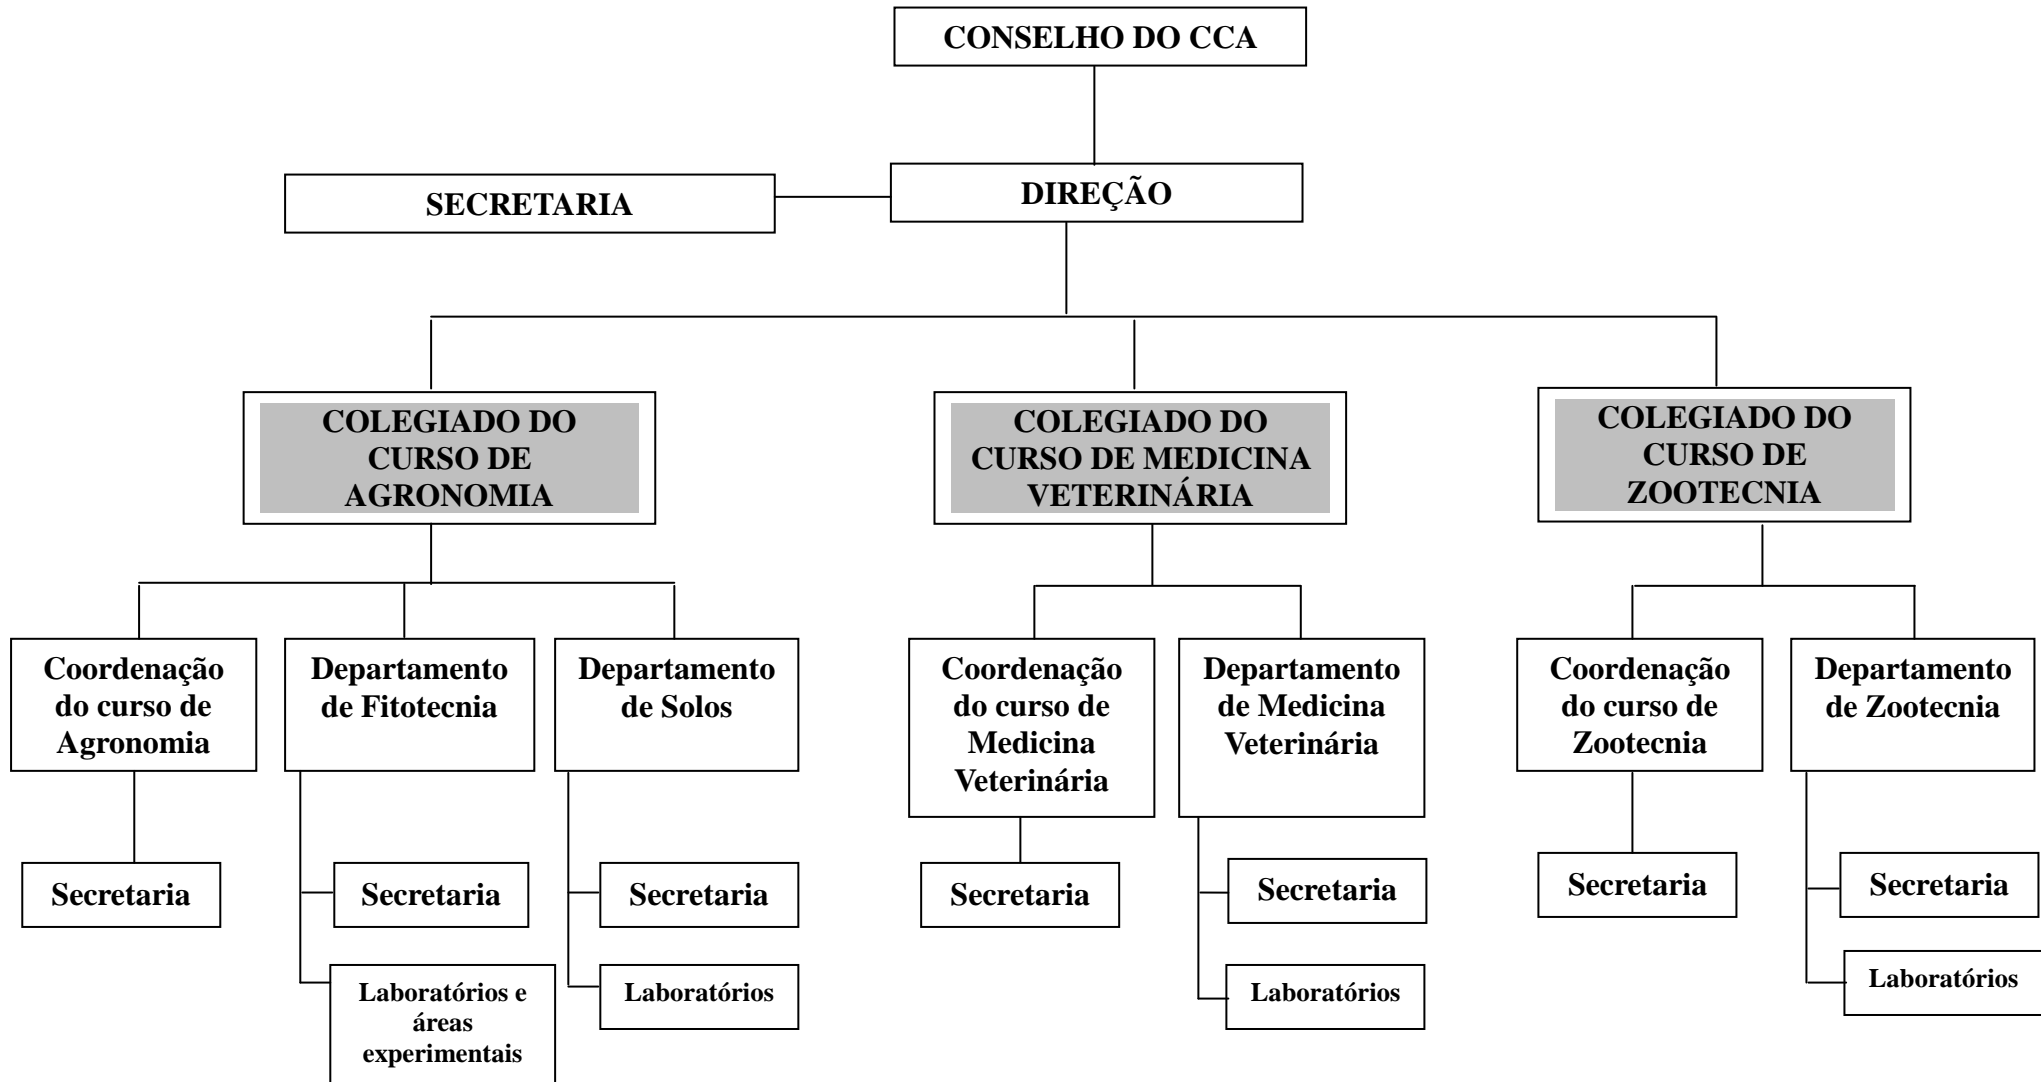 CONSELHO DO CCA
SECRETARIA
DIREÇÃO
COLEGIADO DO
CURSO DE
AGRONOMIA
COLEGIADO DO
CURSO DE MEDICINA
VETERINÁRIA
COLEGIADO DO
CURSO DE
ZOOTECNIA
Coordenação
do curso de
Agronomia
Departamento
de Fitotecnia
Departamento
de Solos
Coordenação
do curso de
Medicina
Veterinária
Departamento
de Medicina
Veterinária
Coordenação
do curso de
Zootecnia
Departamento
de Zootecnia
Secretaria
Secretaria
Secretaria
Secretaria
Secretaria
Secretaria
Secretaria
Laboratórios e
áreas
experimentais
Laboratórios
Laboratórios
Laboratórios